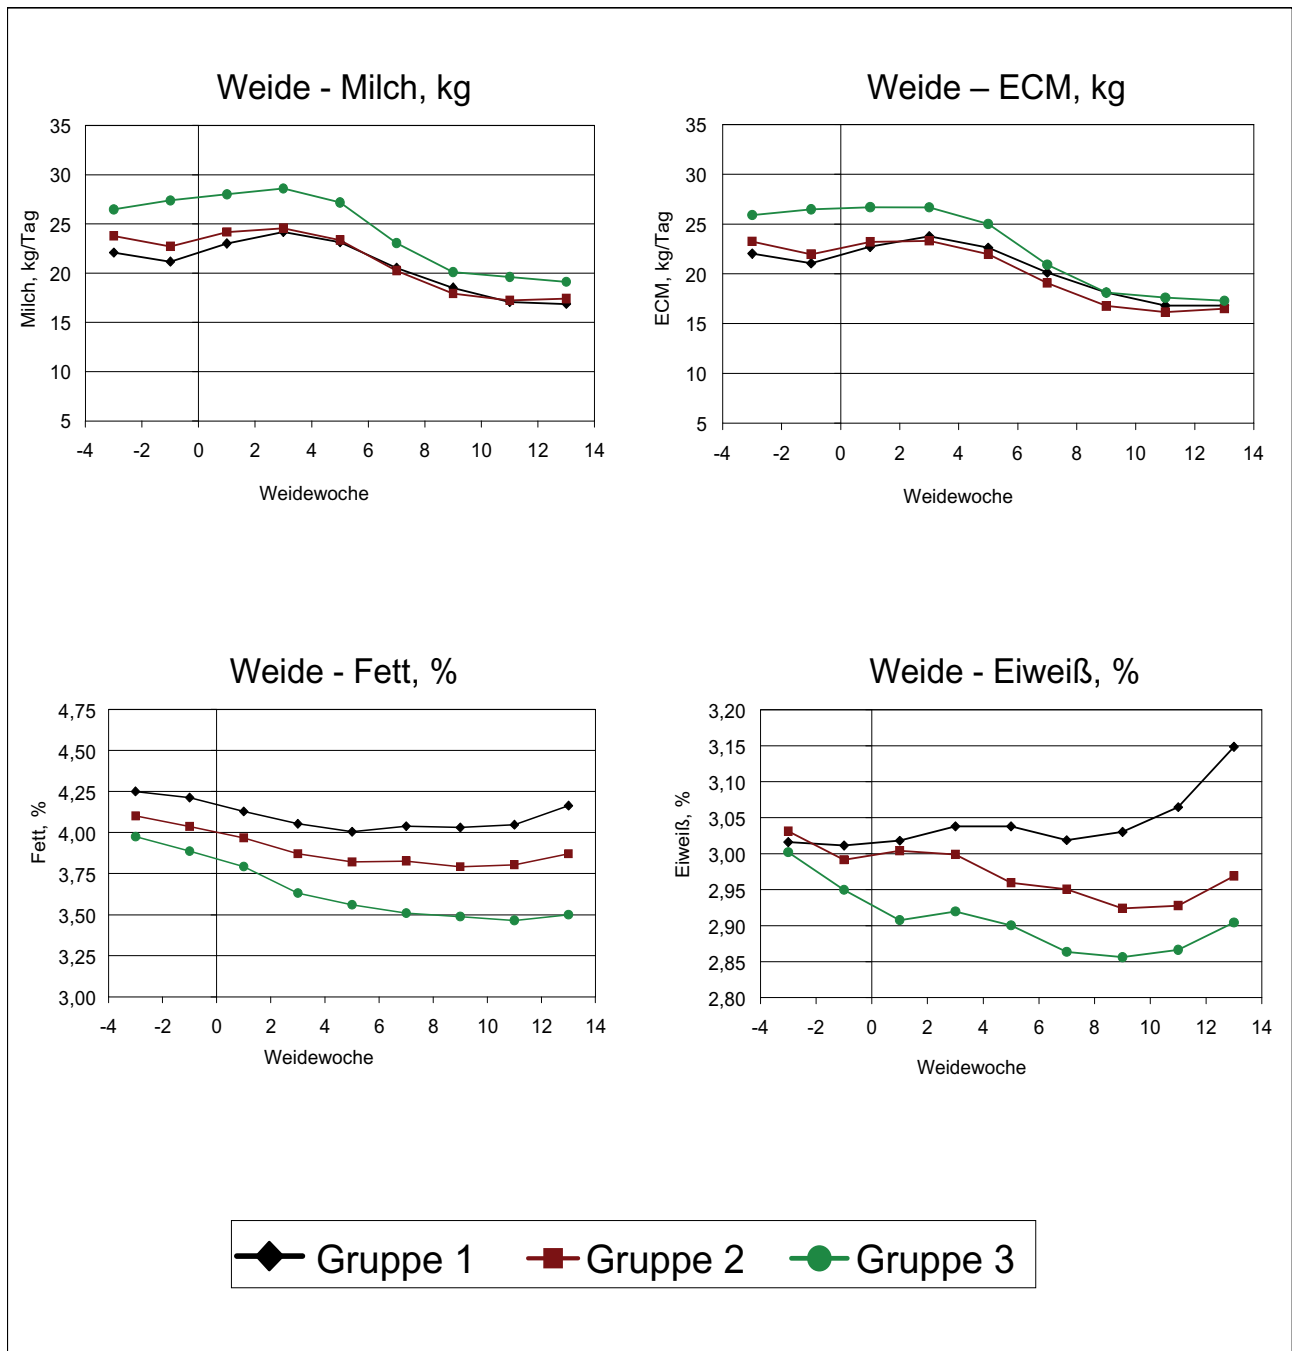 Weide - Milch, kg
35
30
25
20
15
10
5
Milch, kg/Tag
-4 -2 0 2 4 6 8 10 12 14
Weidewoche
Weide – ECM, kg
35
30
25
20
15
10
5
ECM, kg/Tag
-4 -2 0 2 4 6 8 10 12 14
Weidewoche
Weide - Fett, %
4,75
4,50
4,25
4,00
3,75
3,50
3,25
3,00
Fett, %
-4 -2 0 2 4 6 8 10 12 14
Weidewoche
Weide - Eiweiß, %
3,20
3,15
3,10
3,05
3,00
2,95
2,90
2,85
2,80
Eiweiß, %
-4 -2 0 2 4 6 8 10 12 14
Weidewoche
Gruppe 1 Gruppe 2 Gruppe 3